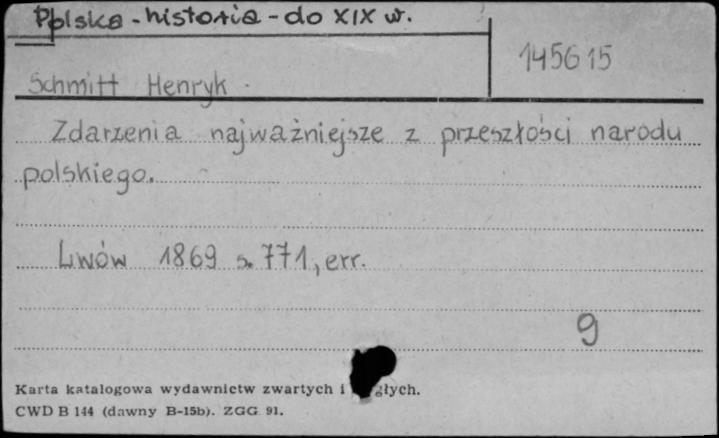 Polska - historia - do XIX w.
145615
Schmitt Henryk.
Zdarzenia najważniejsze z przeszłości narodu
polskiego.
Lwów 1869 s. 771, err.
9
Karta katalogowa wydawnictw zwartych i głych.
CWD B 144 (dawny B-15b). ZGG 91.